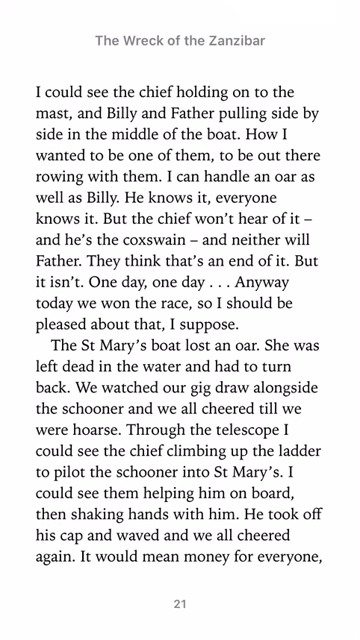 The Wreck of the Zanzibar
I could see the chief holding on to the
mast, and Billy and Father pulling side by
side in the middle of the boat. How I
wanted to be one of them, to be out there
rowing with them. I can handle an oar as
well as Billy. He knows it, everyone
knows it. But the chief won’t hear of it –
and he’s the coxswain – and neither will
Father. They think that’s an end of it. But
it isn’t. One day, one day . . . Anyway
today we won the race, so I should be
pleased about that, I suppose.
The St Mary’s boat lost an oar. She was
left dead in the water and had to turn
back. We watched our gig draw alongside
the schooner and we all cheered till we
were hoarse. Through the telescope I
could see the chief climbing up the ladder
to pilot the schooner into St Mary’s. I
could see them helping him on board,
then shaking hands with him. He took off
his cap and waved and we all cheered
again. It would mean money for everyone,
21